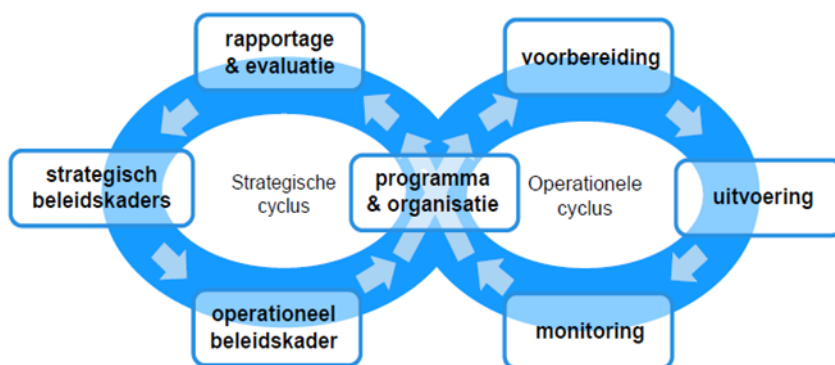 rapportage
& evaluatie
voorbereiding
strategisch
beleidskaders
Strategische
cyclus
programma
& organisatie
Operationele
cyclus
uitvoering
operationeel
beleidskader
monitoring